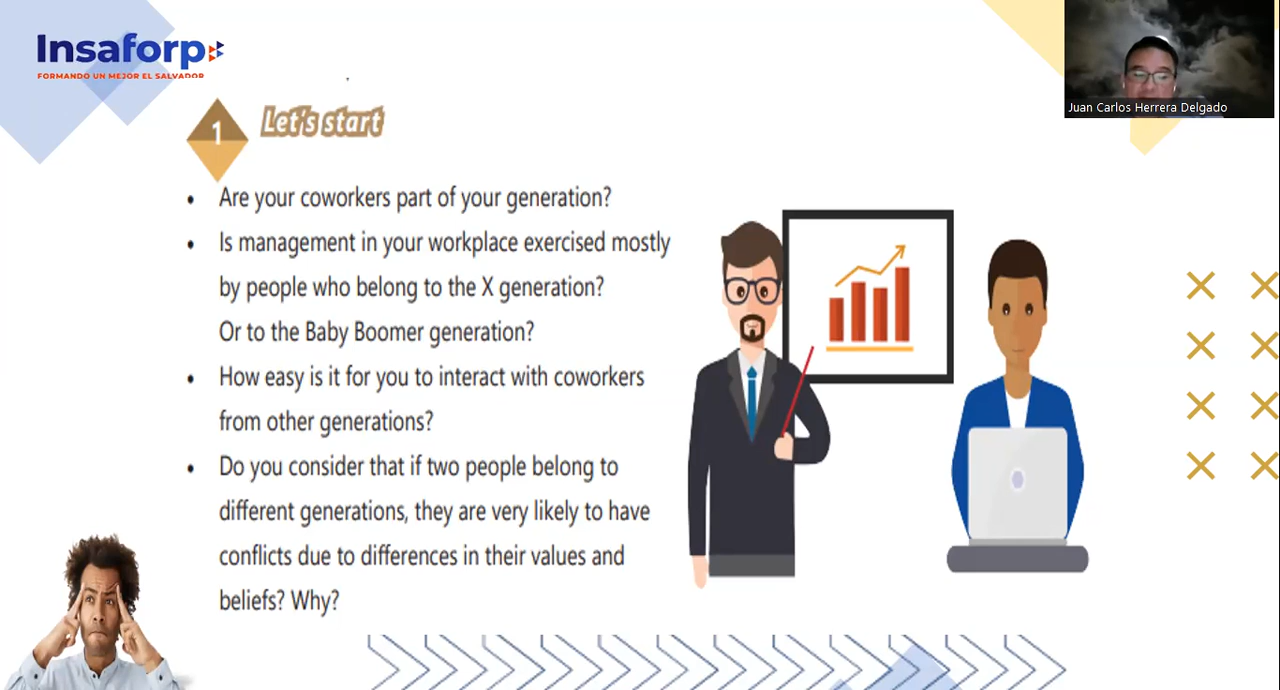 Insaforp
FORMANDO UN MEJOR EL SALVADOR
Juan Carlos Herrera Delgado
1
Let's start
• Are your coworkers part of your generation?
• Is management in your workplace exercised mostly
by people who belong to the X generation?
Or to the Baby Boomer generation?
• How easy is it for you to interact with coworkers
from other generations?
• Do you consider that if two people belong to
different generations, they are very likely to have
conflicts due to differences in their values and
beliefs? Why?